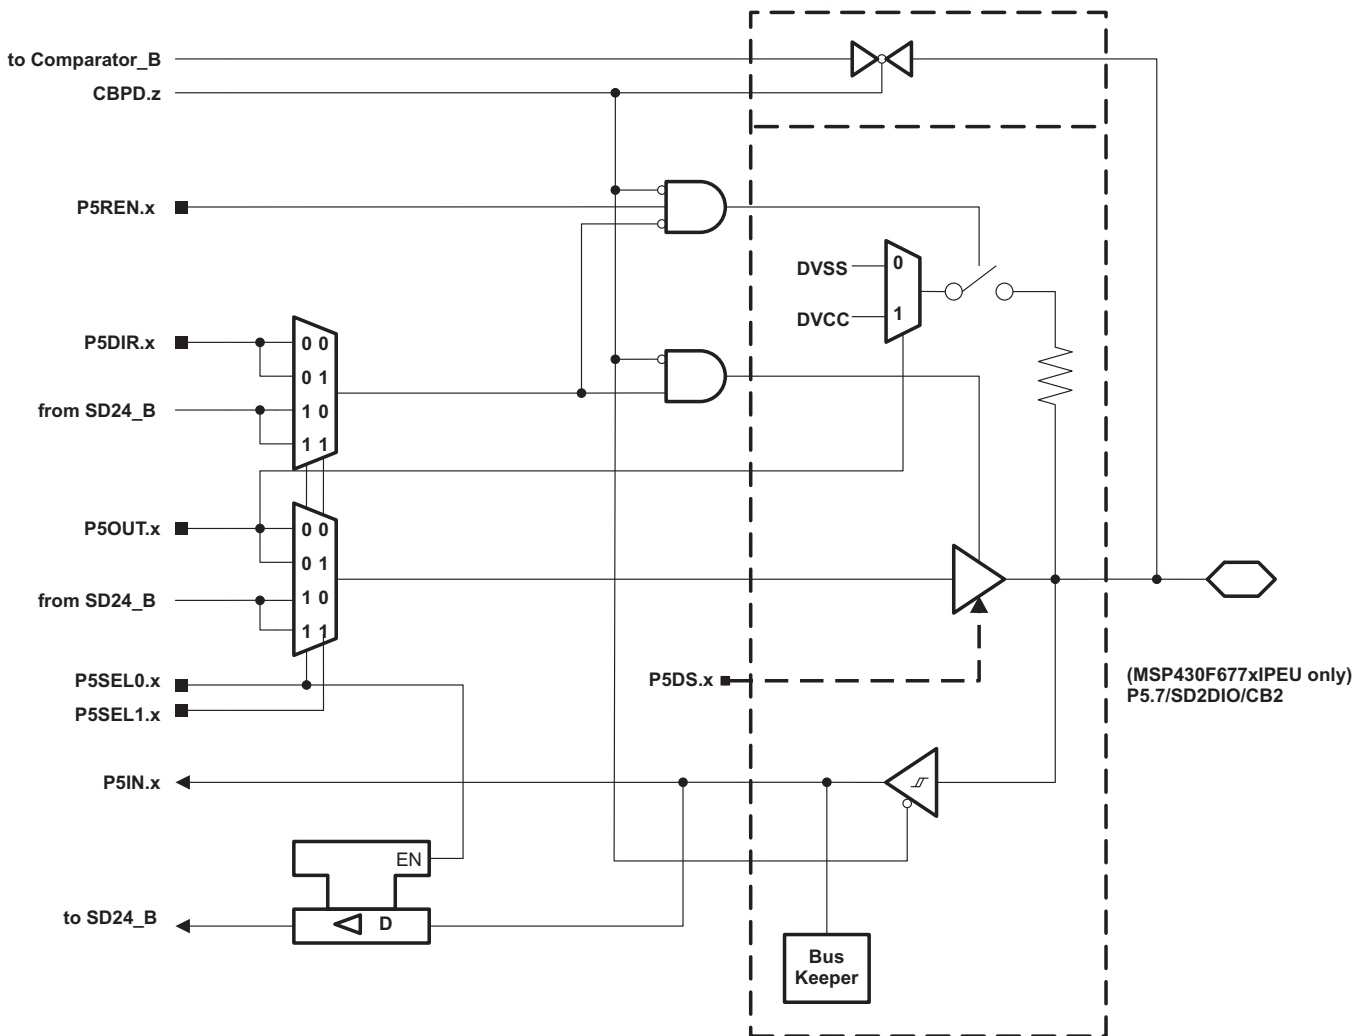 to Comparator_B
CBPD.z
P5REN.x
DVSS
0
DVCC
1
P5DIR.x
0 0
0 1
from SD24_B
1 0
1 1
P5OUT.x
0 0
0 1
from SD24_B
1 0
1 1
P5SEL0.x
P5SEL1.x
P5DS.x
(MSP430F677xIPEU only)
P5.7/SD2DIO/CB2
P5IN.x
EN
to SD24_B
D
Bus
Keeper